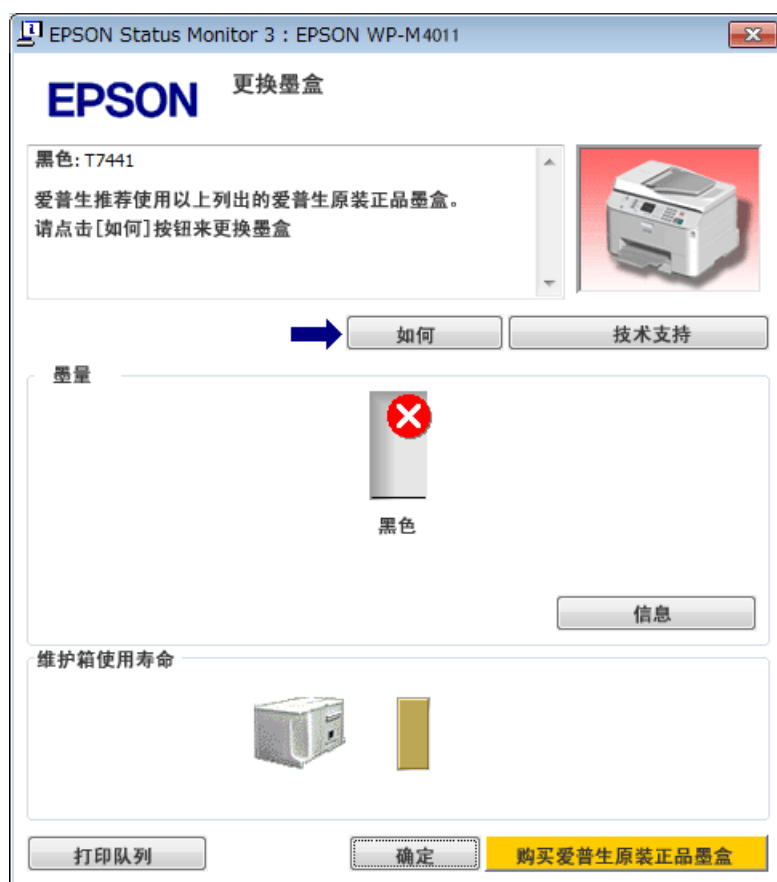 EPSON Status Monitor 3 : EPSON WP-M4011
EPSON
更换墨盒
黑色: T7441
爱普生推荐使用以上列出的爱普生原装正品墨盒。
请点击[如何]按钮来更换墨盒
如何
技术支持
墨量
黑色
信息
维护箱使用寿命
打印队列
确定
购买爱普生原装正品墨盒